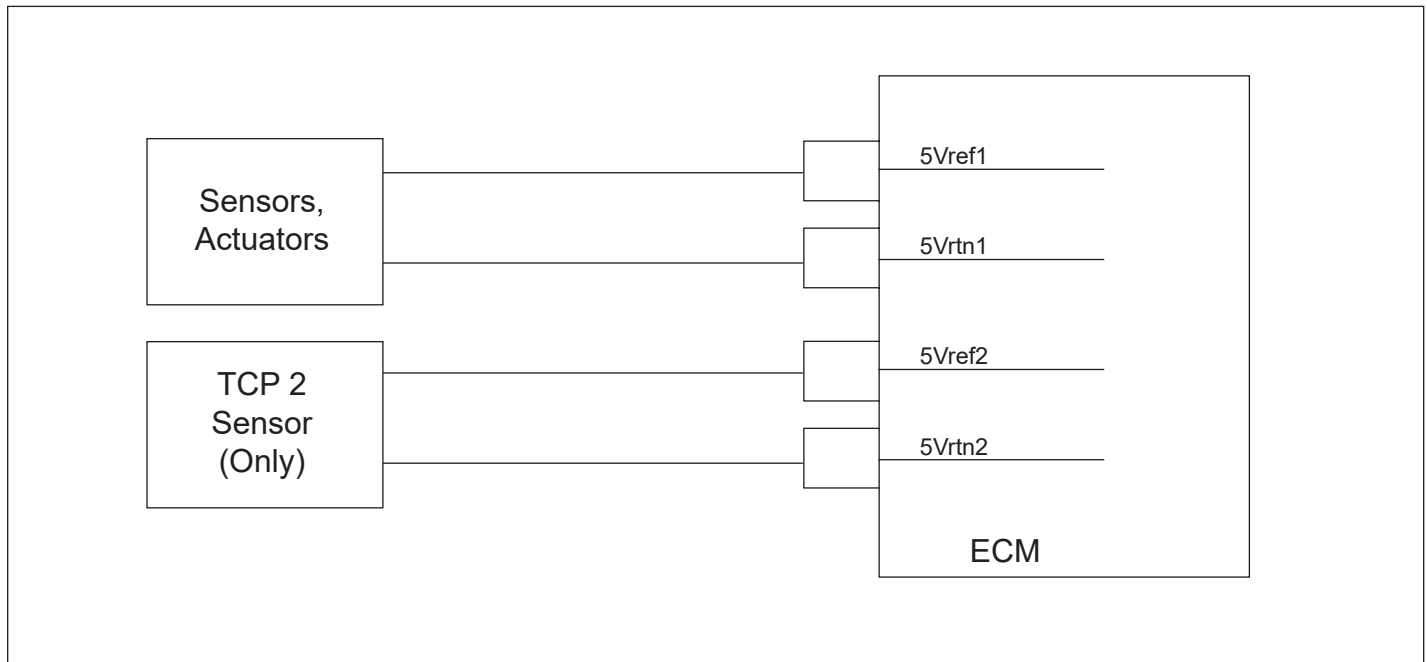 Sensors,
Actuators
5Vref1
5Vrtn1
TCP 2
Sensor
(Only)
5Vref2
5Vrtn2
ECM